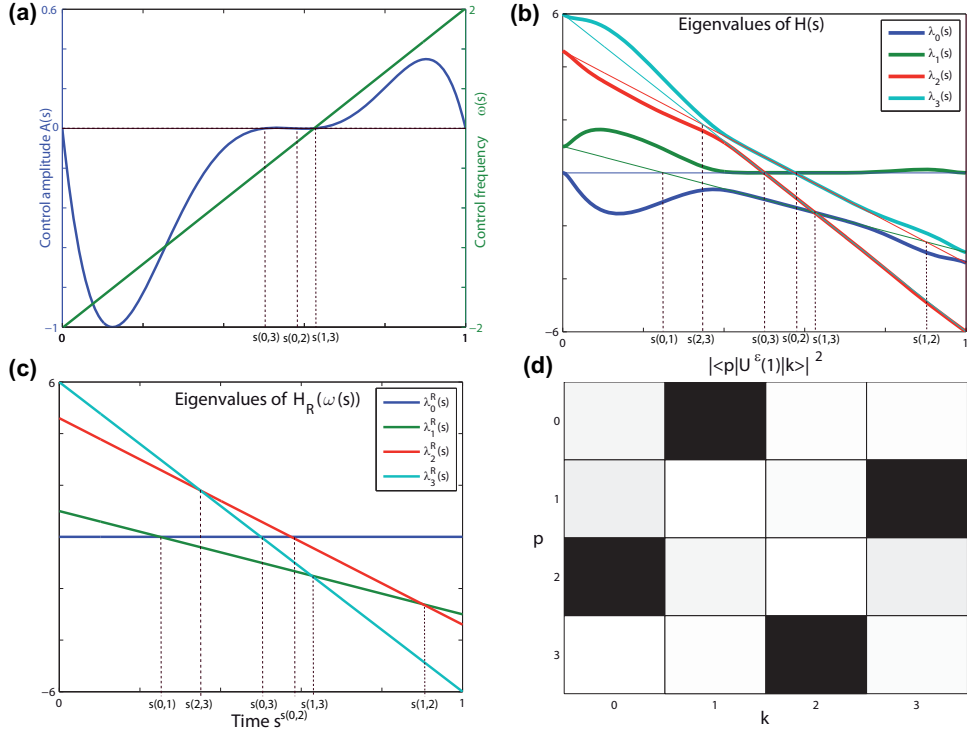 (a)
0.6
0
−1
Control amplitude A(s)
2
0
−2
Control frequency ω(s)
0
s(0,3)
s(0,2)
s(1,3)
1
(b)
Eigenvalues of H(s)
λ₀(s)
λ₁(s)
λ₂(s)
λ₃(s)
6
−6
0
s(0,1)
s(2,3)
s(0,3)
s(0,2)
s(1,3)
s(1,2)
1
(c)
Eigenvalues of H_R(ω(s))
λ₀ᴿ(s)
λ₁ᴿ(s)
λ₂ᴿ(s)
λ₃ᴿ(s)
6
−6
0
s(0,1)
s(2,3)
s(0,3)
s(0,2)
s(1,3)
s(1,2)
1
Time s
(d)
|<p|U^ε(1)|k>|²
0
1
2
3
p
0
1
2
3
k